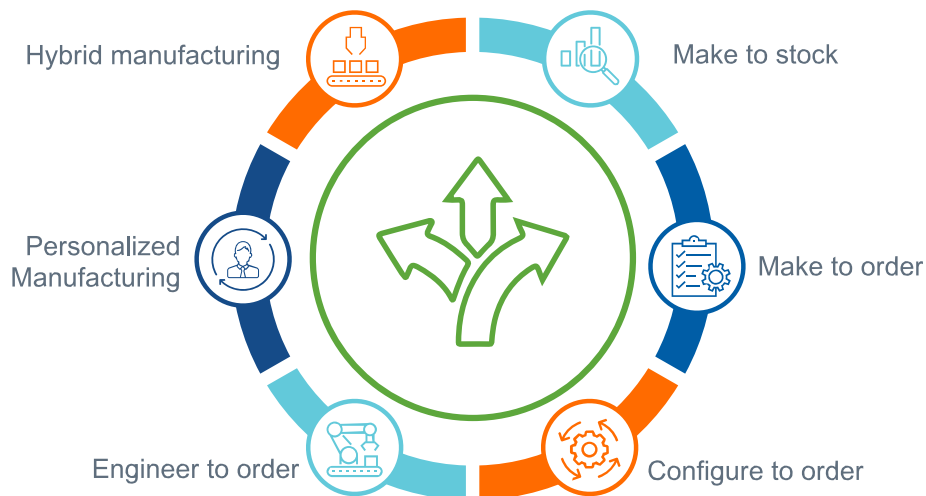 Hybrid manufacturing
Make to stock
Personalized
Manufacturing
Make to order
Engineer to order
Configure to order